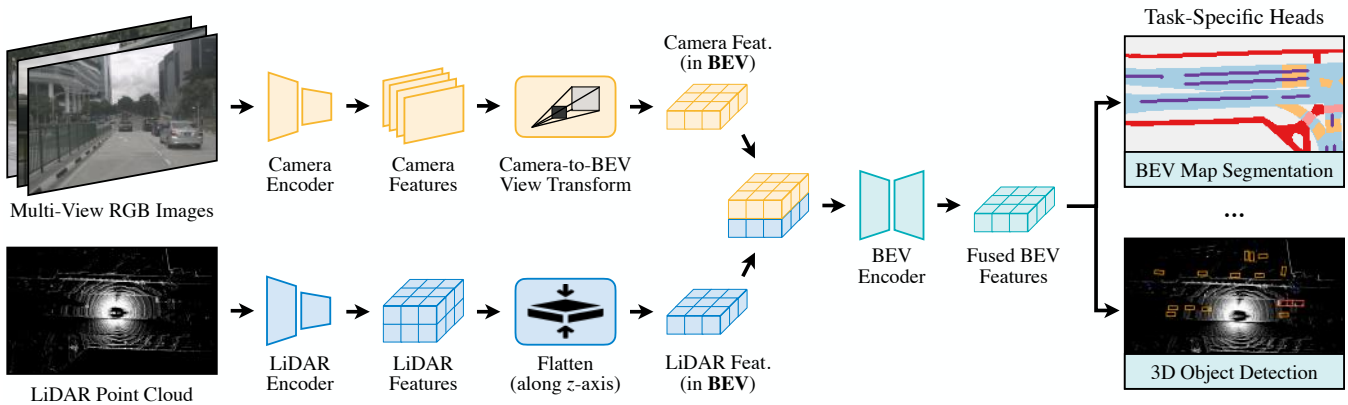 Task-Specific Heads
Camera Feat.
(in BEV)
Camera
Encoder
Camera
Features
Camera-to-BEV
View Transform
Multi-View RGB Images
BEV Map Segmentation
...
BEV
Encoder
Fused BEV
Features
LiDAR
Encoder
LiDAR
Features
Flatten
(along z-axis)
LiDAR Feat.
(in BEV)
3D Object Detection
LiDAR Point Cloud